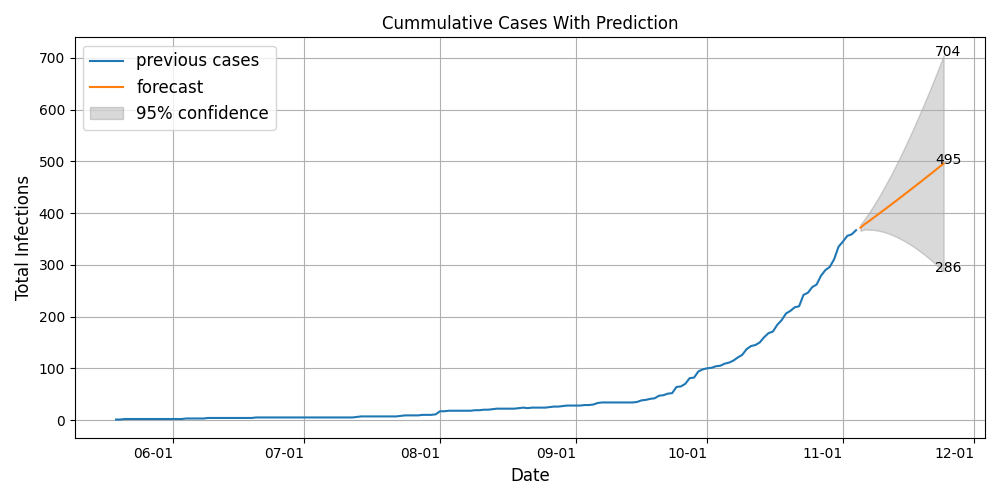 Cummulative Cases With Prediction
previous cases
forecast
95% confidence
704
495
286
Total Infections
700
600
500
400
300
200
100
0
06-01 07-01 08-01 09-01 10-01 11-01 12-01
Date